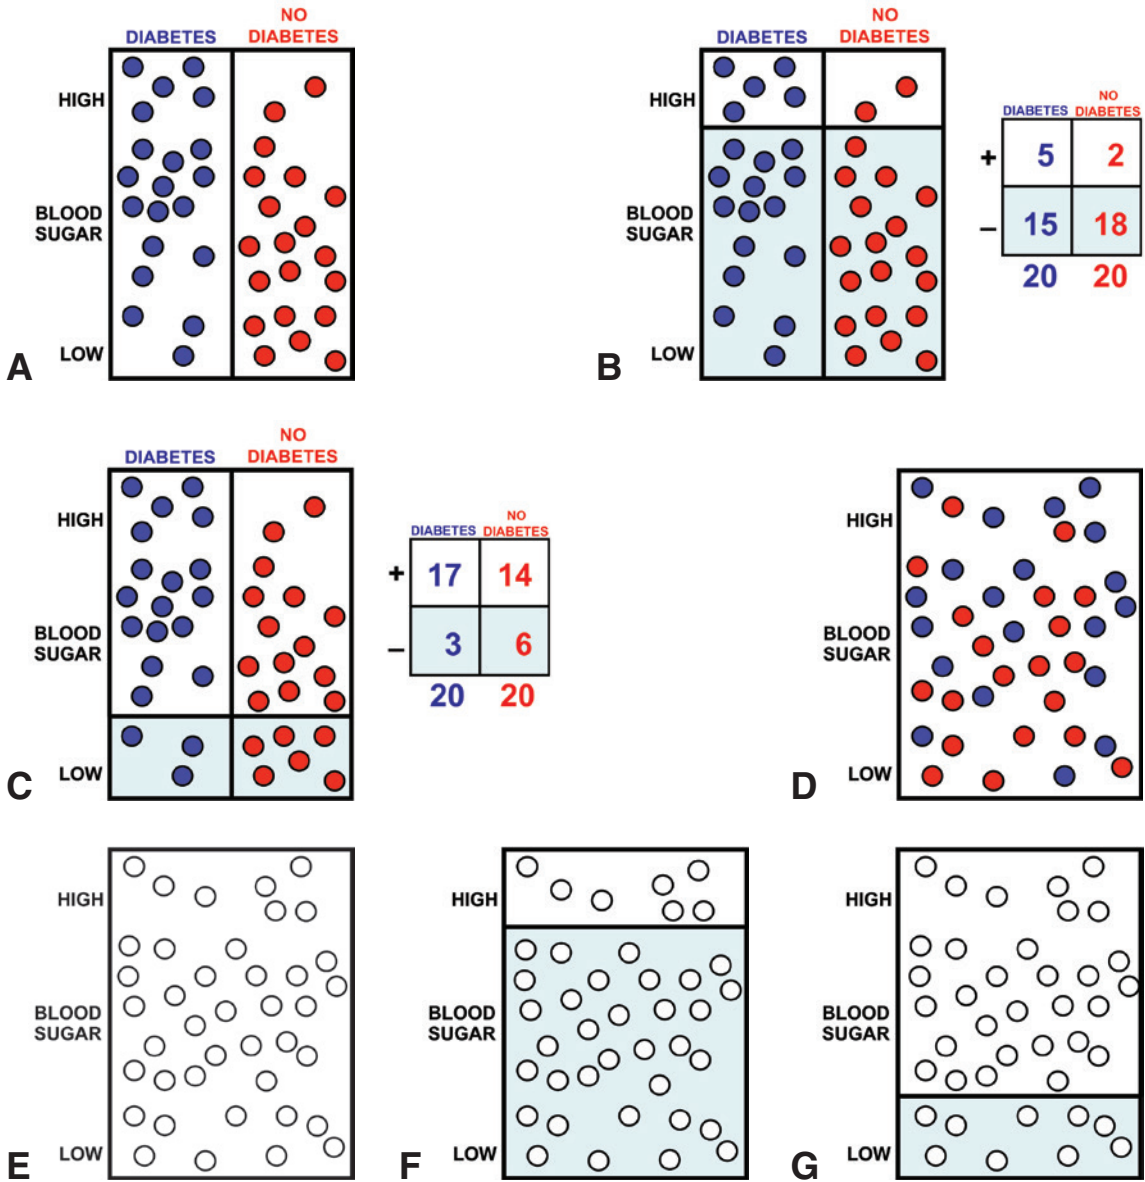 NO
DIABETES DIABETES
HIGH
BLOOD
SUGAR
LOW
A
NO
DIABETES DIABETES
HIGH
BLOOD
SUGAR
LOW
B
NO
DIABETES DIABETES
+ 5 2
– 15 18
20 20
NO
DIABETES DIABETES
HIGH
BLOOD
SUGAR
LOW
C
NO
DIABETES DIABETES
+ 17 14
– 3 6
20 20
HIGH
BLOOD
SUGAR
LOW
D
HIGH
BLOOD
SUGAR
LOW
E
HIGH
BLOOD
SUGAR
LOW
F
HIGH
BLOOD
SUGAR
LOW
G